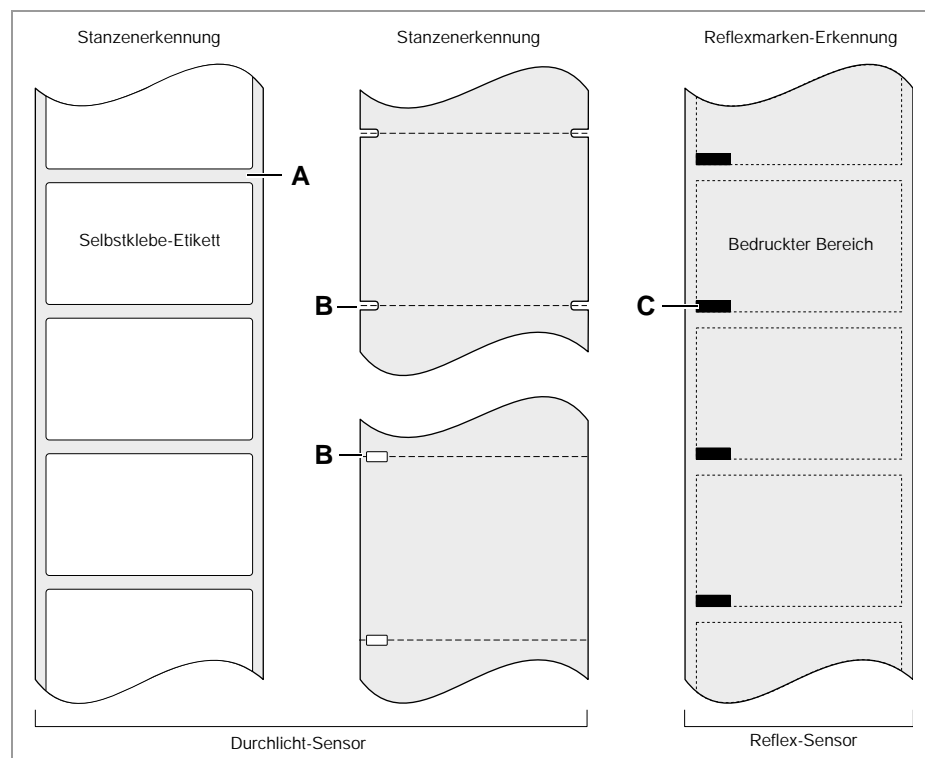 Stanzenerkennung
Stanzenerkennung
Reflexmarken-Erkennung
A
Selbstklebe-Etikett
Bedruckter Bereich
B
C
B
Durchlicht-Sensor
Reflex-Sensor